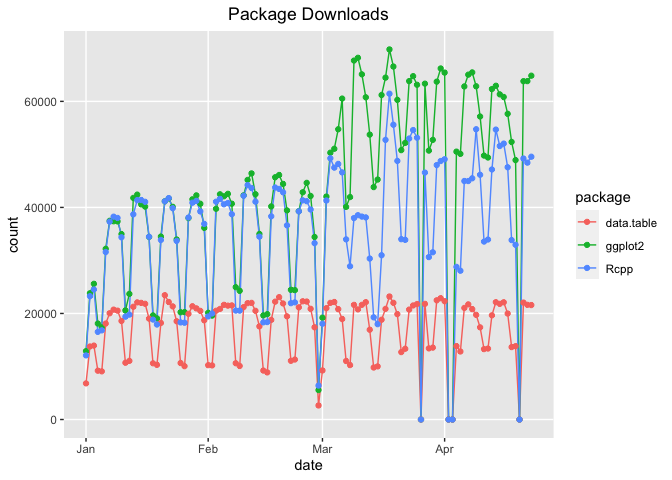 Package Downloads
60000
40000
20000
0
count
Jan
Feb
Mar
Apr
date
package
data.table
ggplot2
Rcpp